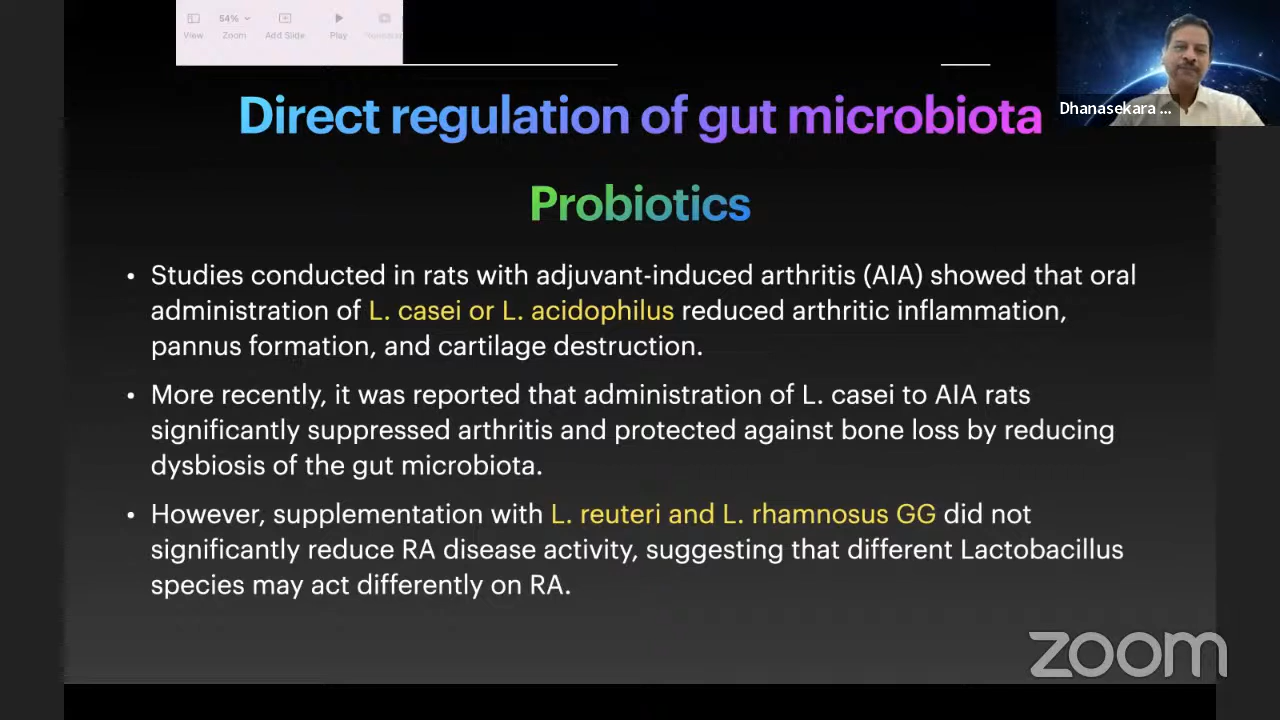 View
54%
Zoom
Add Slide
Play
Dhanasekara ...
Direct regulation of gut microbiota
Probiotics
• Studies conducted in rats with adjuvant-induced arthritis (AIA) showed that oral
administration of L. casei or L. acidophilus reduced arthritic inflammation,
pannus formation, and cartilage destruction.
• More recently, it was reported that administration of L. casei to AIA rats
significantly suppressed arthritis and protected against bone loss by reducing
dysbiosis of the gut microbiota.
• However, supplementation with L. reuteri and L. rhamnosus GG did not
significantly reduce RA disease activity, suggesting that different Lactobacillus
species may act differently on RA.
zoom